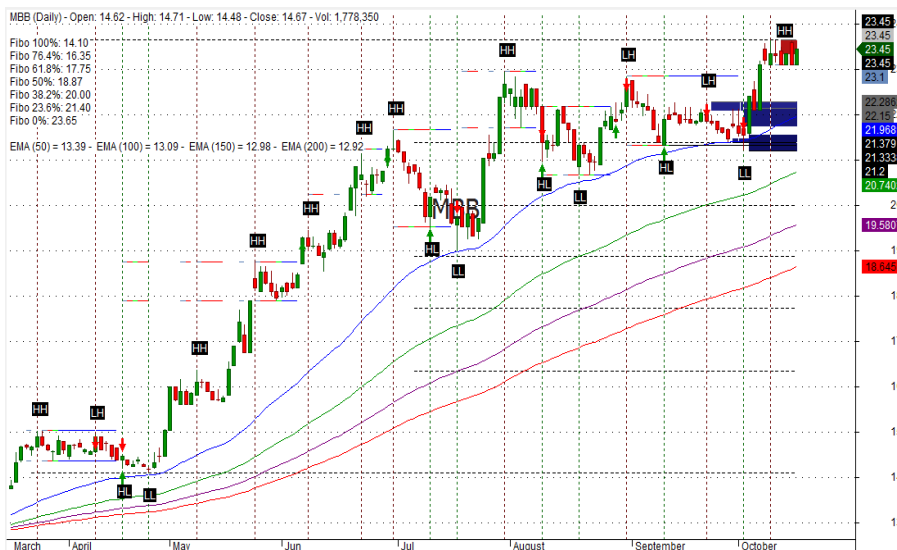 MBB (Daily) - Open: 14.62 - High: 14.71 - Low: 14.48 - Close: 14.67 - Vol: 1,778,350
Fibo 100%: 14.10
Fibo 76.4%: 16.35
Fibo 61.8%: 17.75
Fibo 50%: 18.87
Fibo 38.2%: 20.00
Fibo 23.6%: 21.40
Fibo 0%: 23.65
EMA (50) = 13.39 - EMA (100) = 13.09 - EMA (150) = 12.98 - EMA (200) = 12.92
HH
HH
LH
LH
HH
HH
HH
HH
HH
HH
LH
MBB
HL
LL
HL
LL
HL
LL
HL
LL
23.45
23.45
23.45
23.45
23.1
22.286
22.15
21.968
21.379
21.333
21.2
20.740
19.580
18.645
March
April
May
Jun
Jul
August
September
October